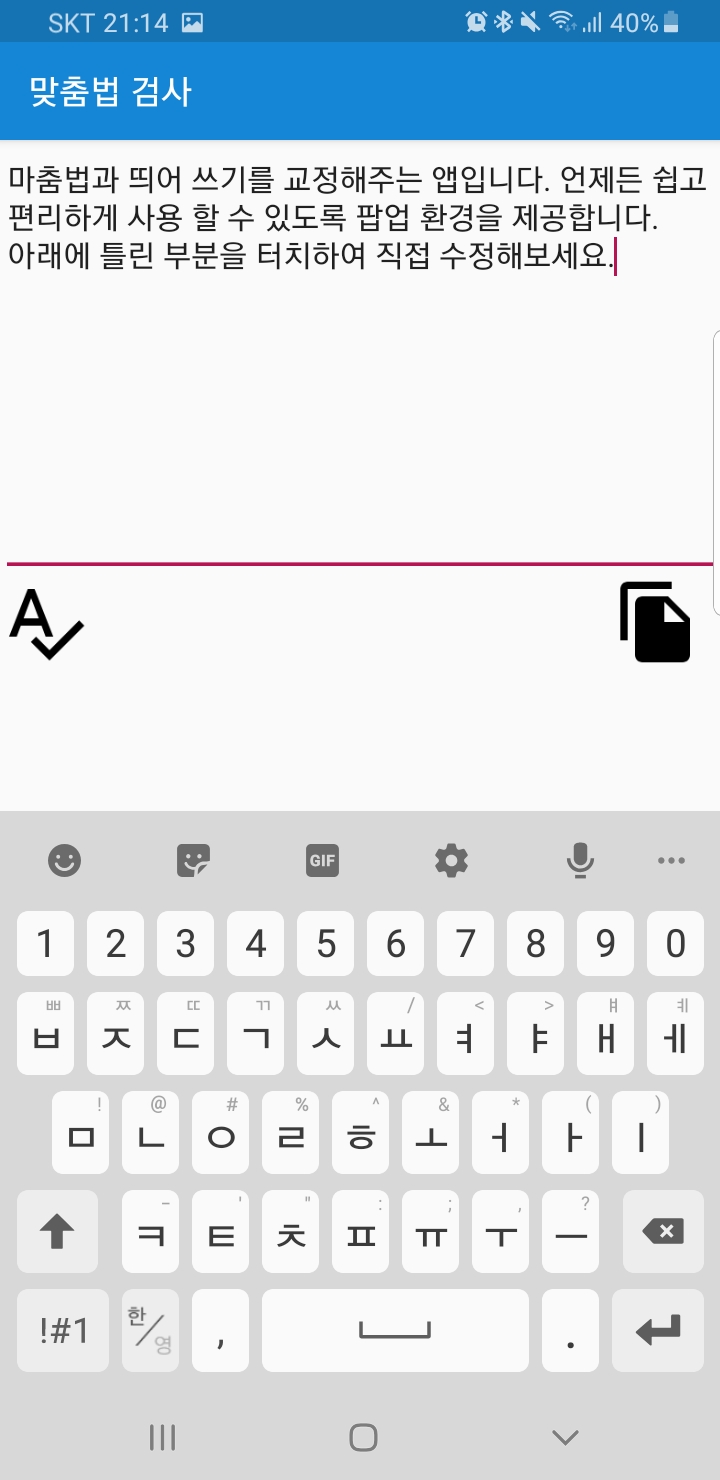 SKT 21:14 40%
맞춤법 검사
마춤법과 띄어 쓰기를 교정해주는 앱입니다. 언제든 쉽고
편리하게 사용 할 수 있도록 팝업 환경을 제공합니다.
아래에 틀린 부분을 터치하여 직접 수정해보세요.
A
GIF
1 2 3 4 5 6 7 8 9 0
ㅃ ㅉ ㄸ ㄲ ㅆ / < > ㅒ ㅖ
ㅂ ㅈ ㄷ ㄱ ㅅ ㅛ ㅕ ㅑ ㅐ ㅔ
! @ # % ^ & * ( )
ㅁ ㄴ ㅇ ㄹ ㅎ ㅗ ㅓ ㅏ ㅣ
- ' " : ; , ?
ㅋ ㅌ ㅊ ㅍ ㅠ ㅜ ㅡ
!#1 한/영 , .